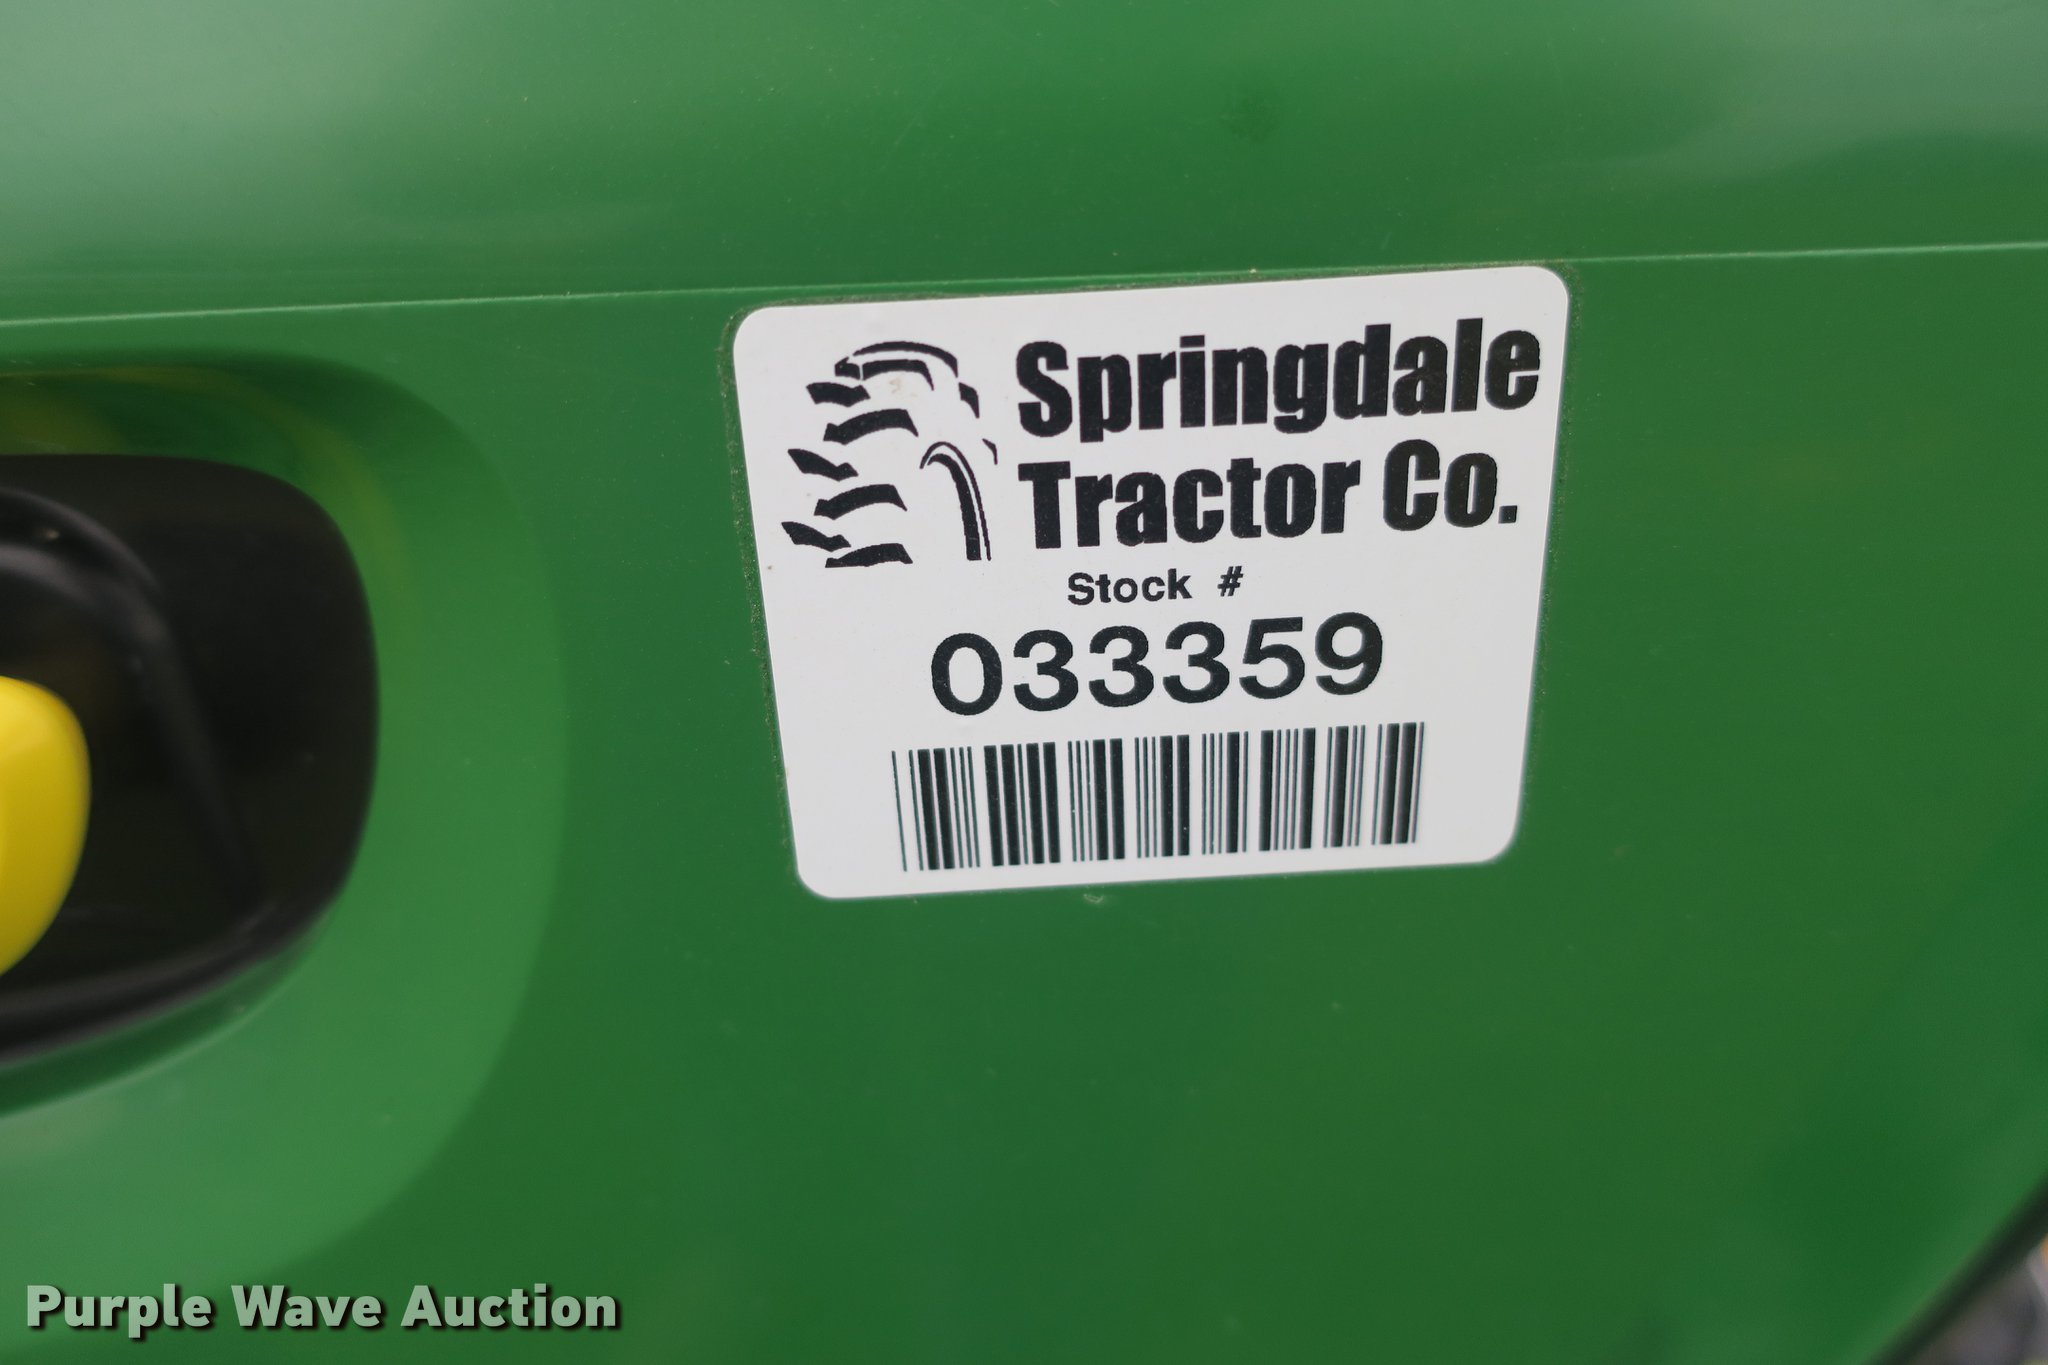 Springdale
Tractor Co.
Stock #
033359
Purple Wave Auction